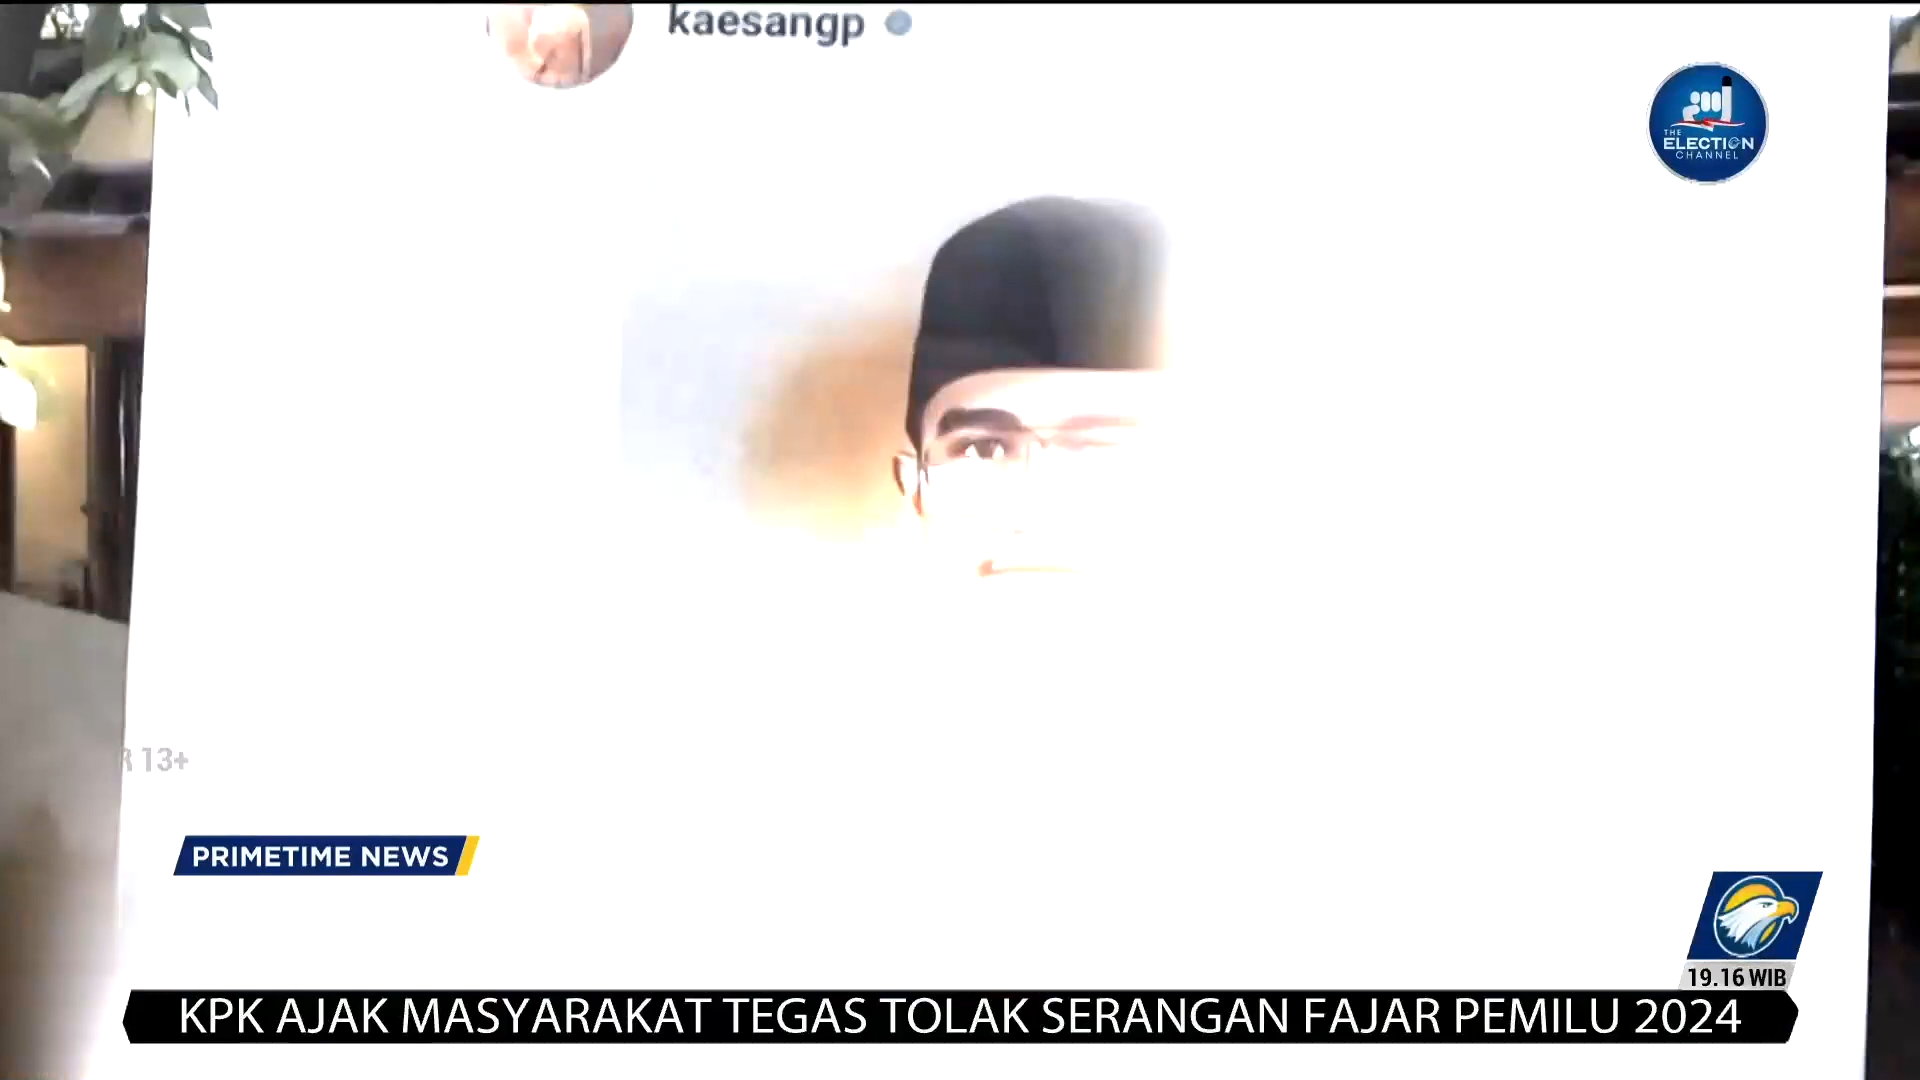 kaesangp
THE
ELECTION
CHANNEL
R 13+
PRIMETIME NEWS
19.16 WIB
KPK AJAK MASYARAKAT TEGAS TOLAK SERANGAN FAJAR PEMILU 2024